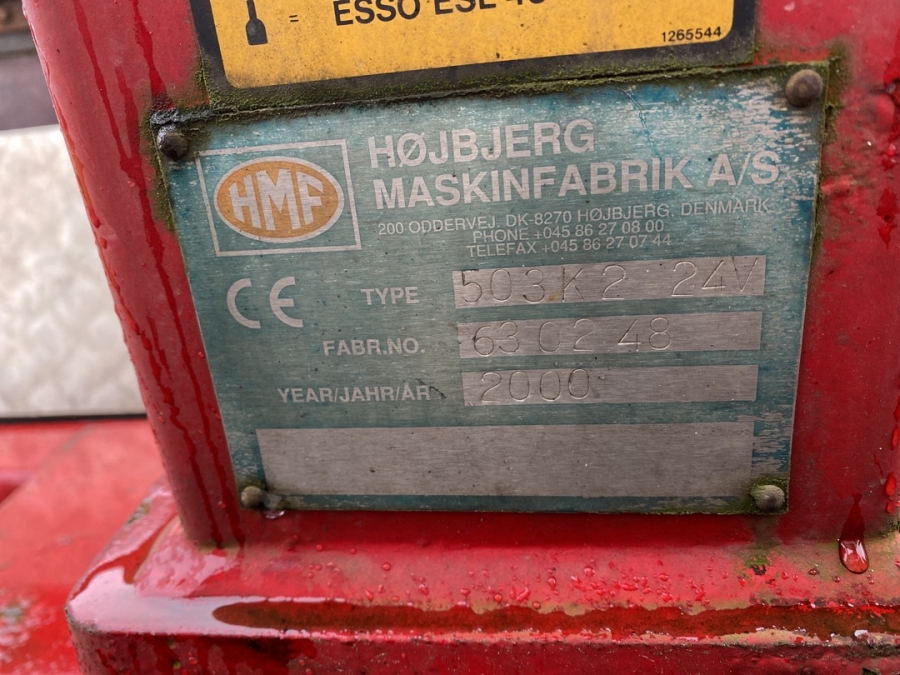 = ESSO ESL
1265544
HMF
HØJBJERG
MASKINFABRIK A/S
200 ODDERVEJ, DK-8270 HØJBJERG, DENMARK
PHONE +045 86 27 08 00
TELEFAX +045 86 27 07 44
CE
TYPE 503K2 24V
FABR.NO. 63 02 48
YEAR/JAHR/ÅR 2000